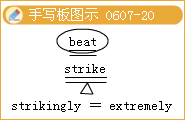 手写板图示 0607-20
beat
strike
strikingly = extremely